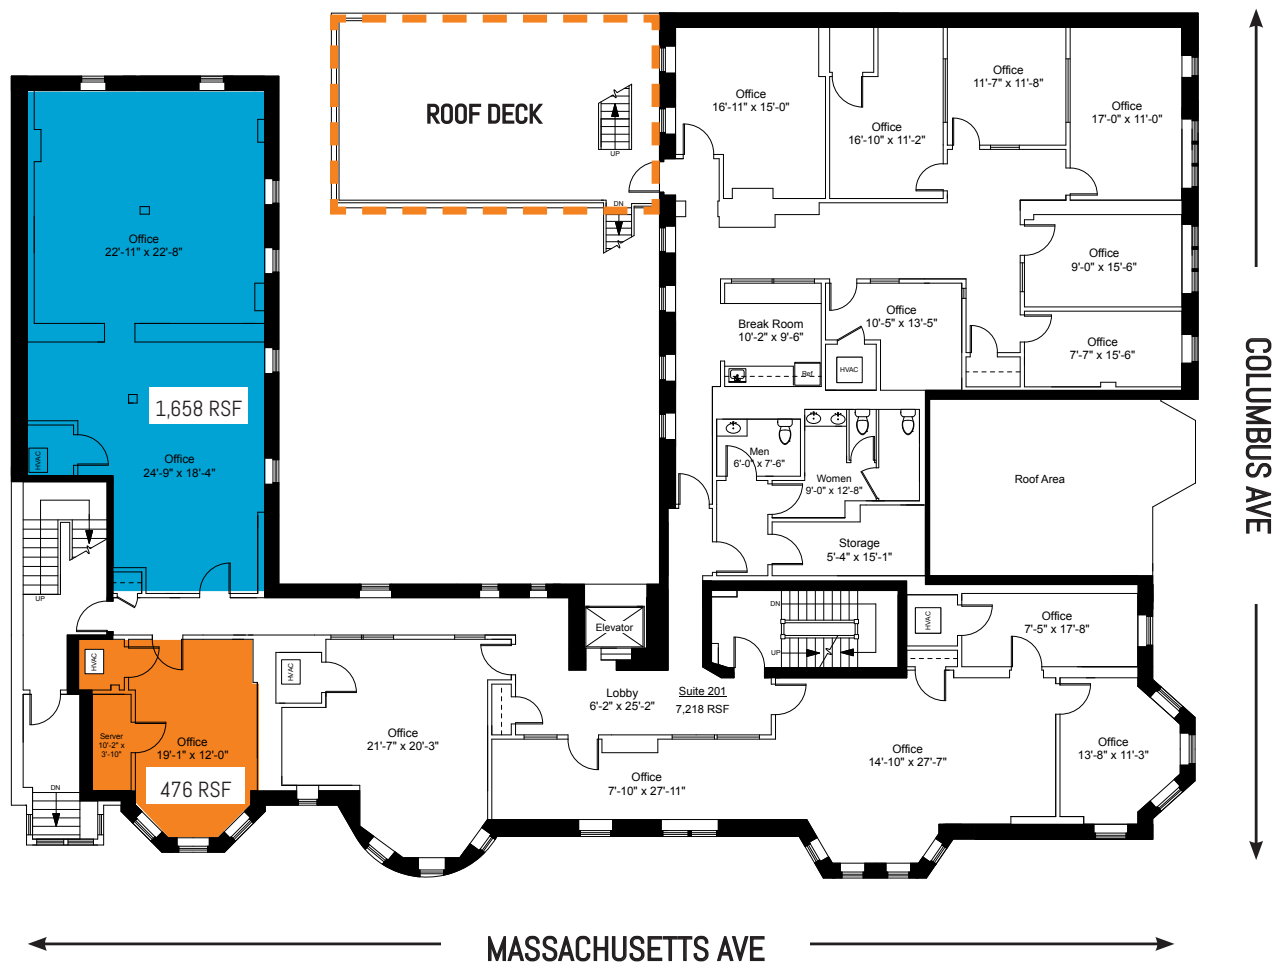 ROOF DECK
UP
DN
Office
16'-11" x 15'-0"
Office
16'-10" x 11'-2"
Office
11'-7" x 11'-8"
Office
17'-0" x 11'-0"
Office
9'-0" x 15'-6"
Office
7'-7" x 15'-6"
Office
10'-5" x 13'-5"
Break Room
10'-2" x 9'-6"
Ref.
HVAC
Office
22'-11" x 22'-8"
1,658 RSF
Office
24'-9" x 18'-4"
HVAC
Men
6'-0" x 7'-6"
Women
9'-0" x 12'-8"
Storage
5'-4" x 15'-1"
Roof Area
COLUMBUS AVE
UP
Elevator
DN
UP
HVAC
Office
7'-5" x 17'-8"
HVAC
HVAC
Lobby
6'-2" x 25'-2"
Suite 201
7,218 RSF
Server
10'-2" x
3'-10"
Office
19'-1" x 12'-0"
476 RSF
Office
21'-7" x 20'-3"
Office
7'-10" x 27'-11"
Office
14'-10" x 27'-7"
Office
13'-8" x 11'-3"
DN
MASSACHUSETTS AVE